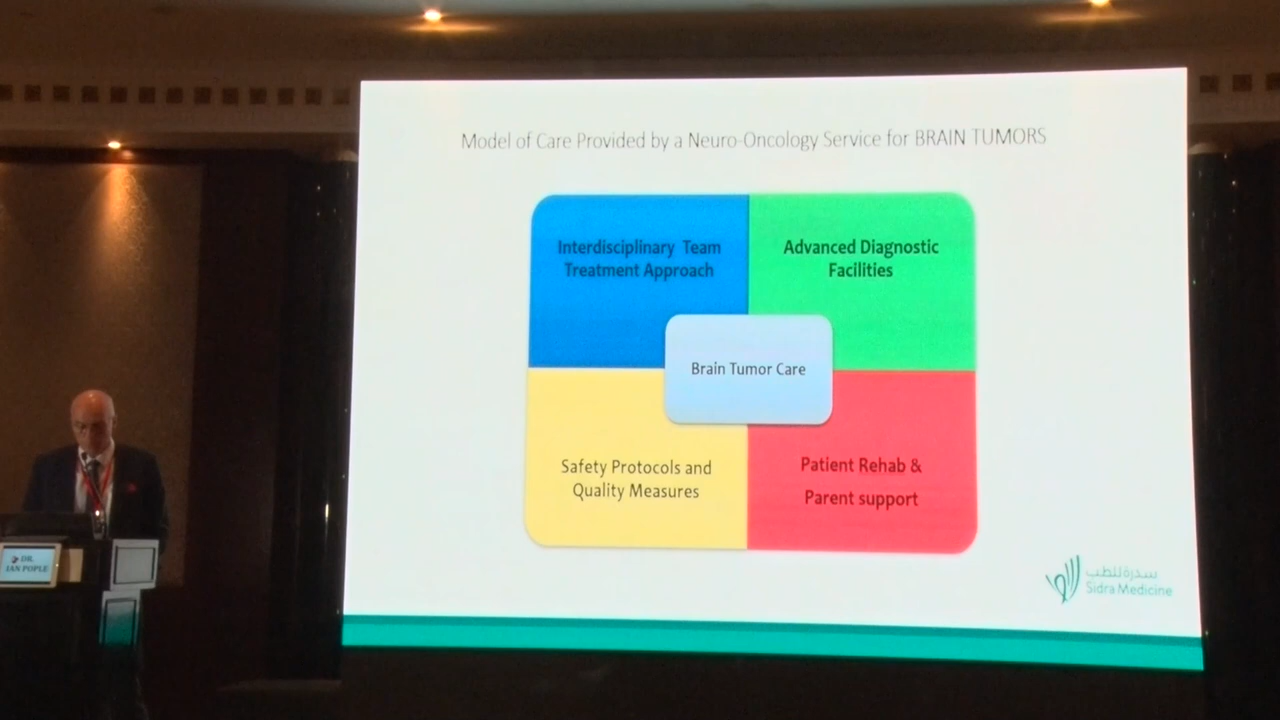 Model of Care Provided by a Neuro-Oncology Service for BRAIN TUMORS
Interdisciplinary Team
Treatment Approach
Advanced Diagnostic
Facilities
Brain Tumor Care
Safety Protocols and
Quality Measures
Patient Rehab &
Parent support
سدرة للطب
Sidra Medicine
DR.
IAN POPLE